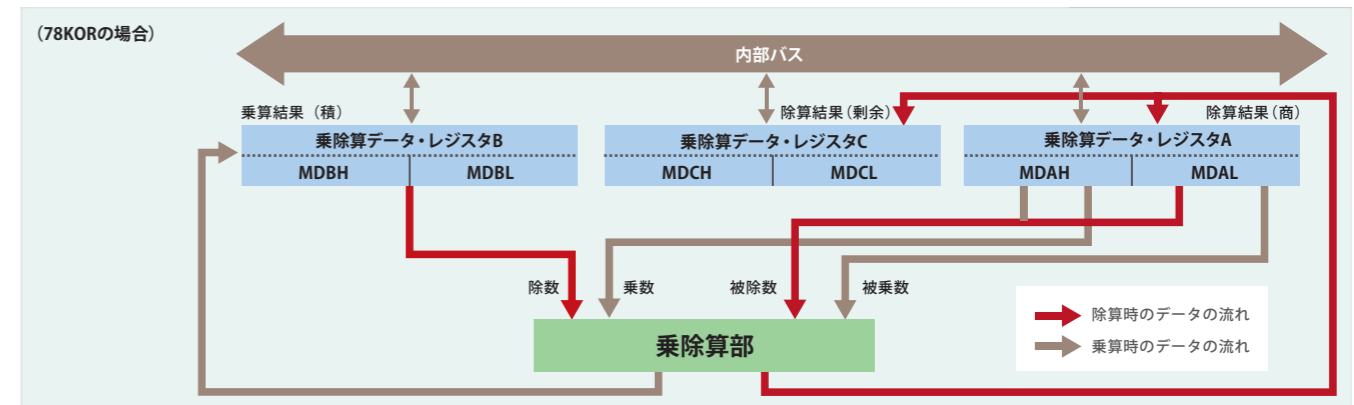 （78K0Rの場合）
内部バス
乗算結果（積）
除算結果（剰余）
除算結果（商）
乗除算データ・レジスタB
乗除算データ・レジスタC
乗除算データ・レジスタA
MDBH
MDBL
MDCH
MDCL
MDAH
MDAL
除数
乗数
被除数
被乗数
除算時のデータの流れ
乗除算部
乗算時のデータの流れ